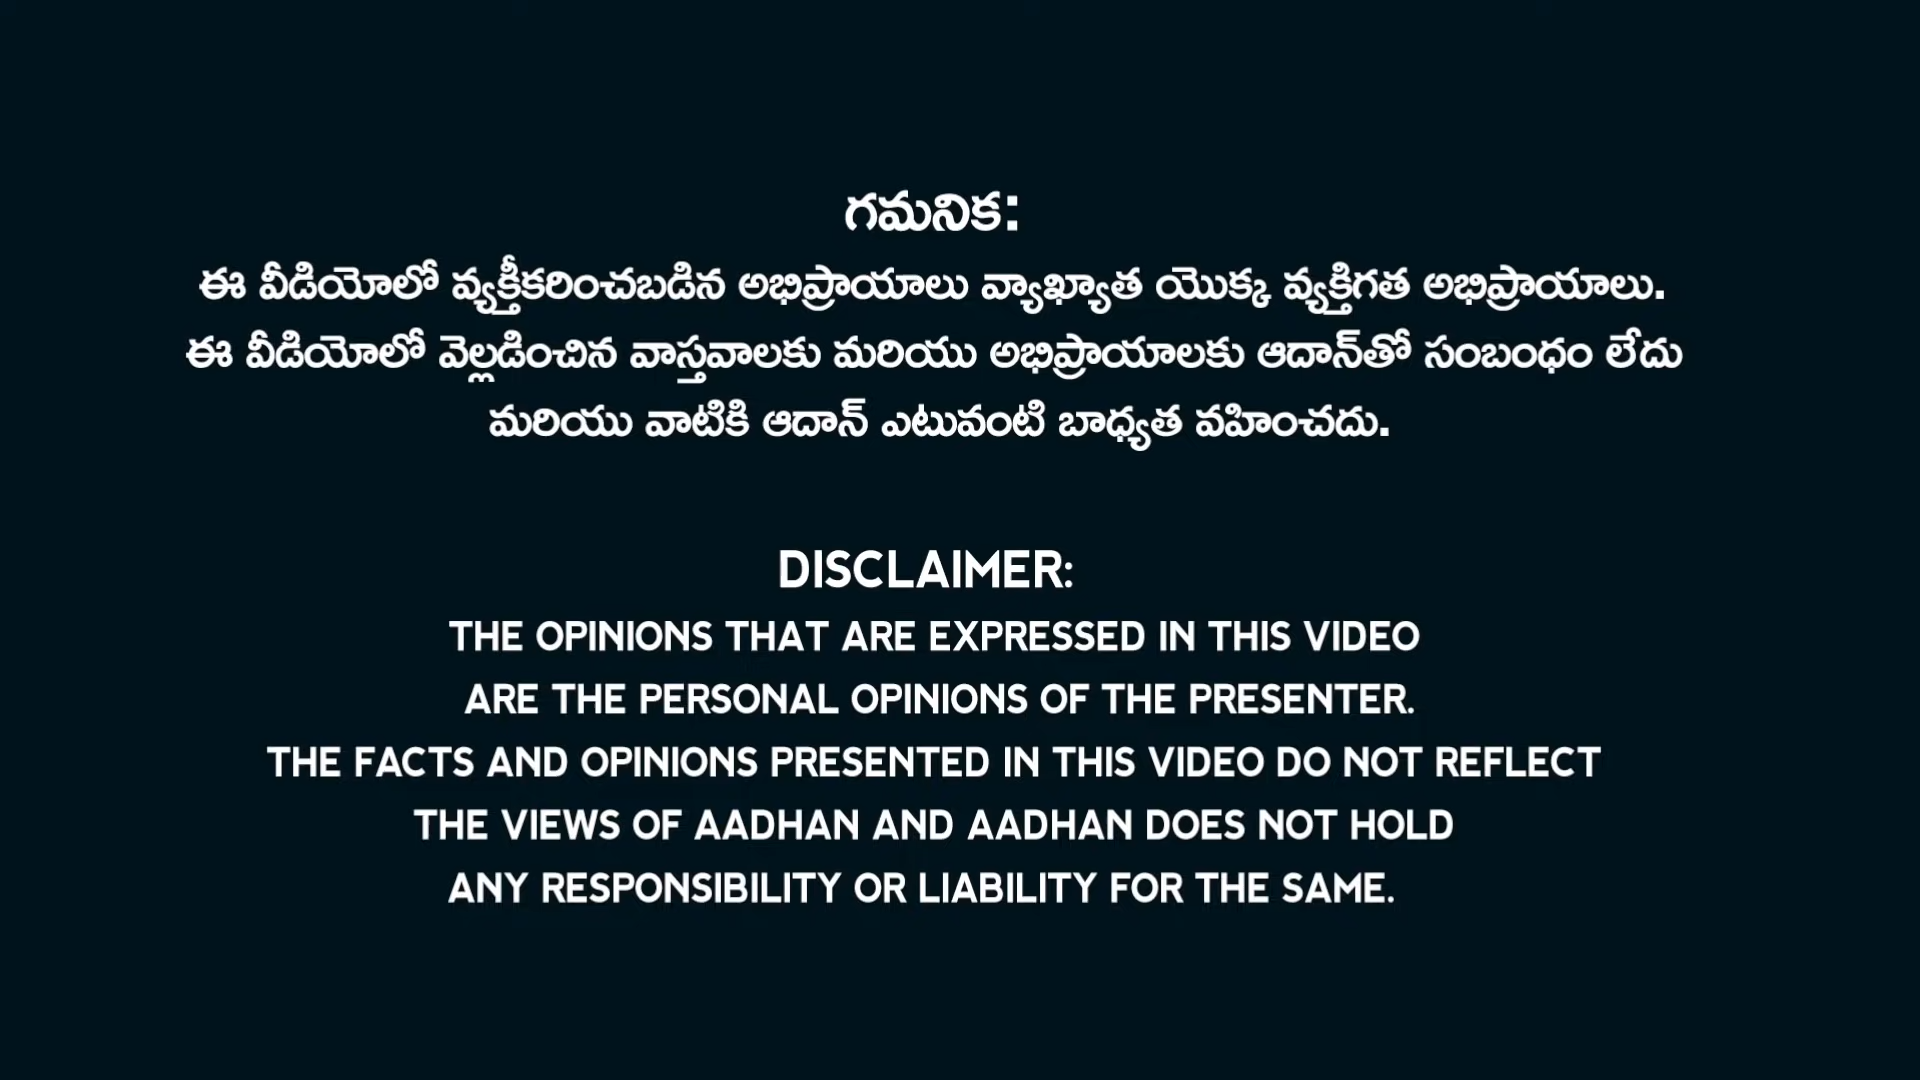 గమనిక:
ఈ వీడియోలో వ్యక్తీకరించబడిన అభిప్రాయాలు వ్యాఖ్యాత యొక్క వ్యక్తిగత అభిప్రాయాలు.
ఈ వీడియోలో వెల్లడించిన వాస్తవాలకు మరియు అభిప్రాయాలకు ఆదాన్‌తో సంబంధం లేదు
మరియు వాటికి ఆదాన్ ఎటువంటి బాధ్యత వహించదు.
DISCLAIMER:
THE OPINIONS THAT ARE EXPRESSED IN THIS VIDEO
ARE THE PERSONAL OPINIONS OF THE PRESENTER.
THE FACTS AND OPINIONS PRESENTED IN THIS VIDEO DO NOT REFLECT
THE VIEWS OF AADHAN AND AADHAN DOES NOT HOLD
ANY RESPONSIBILITY OR LIABILITY FOR THE SAME.